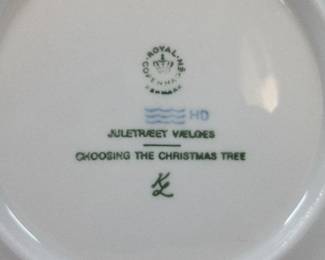 ROYAL
COPENHAGEN
DENMARK
HD
JULETRÆET VÆLGES
CHOOSING THE CHRISTMAS TREE